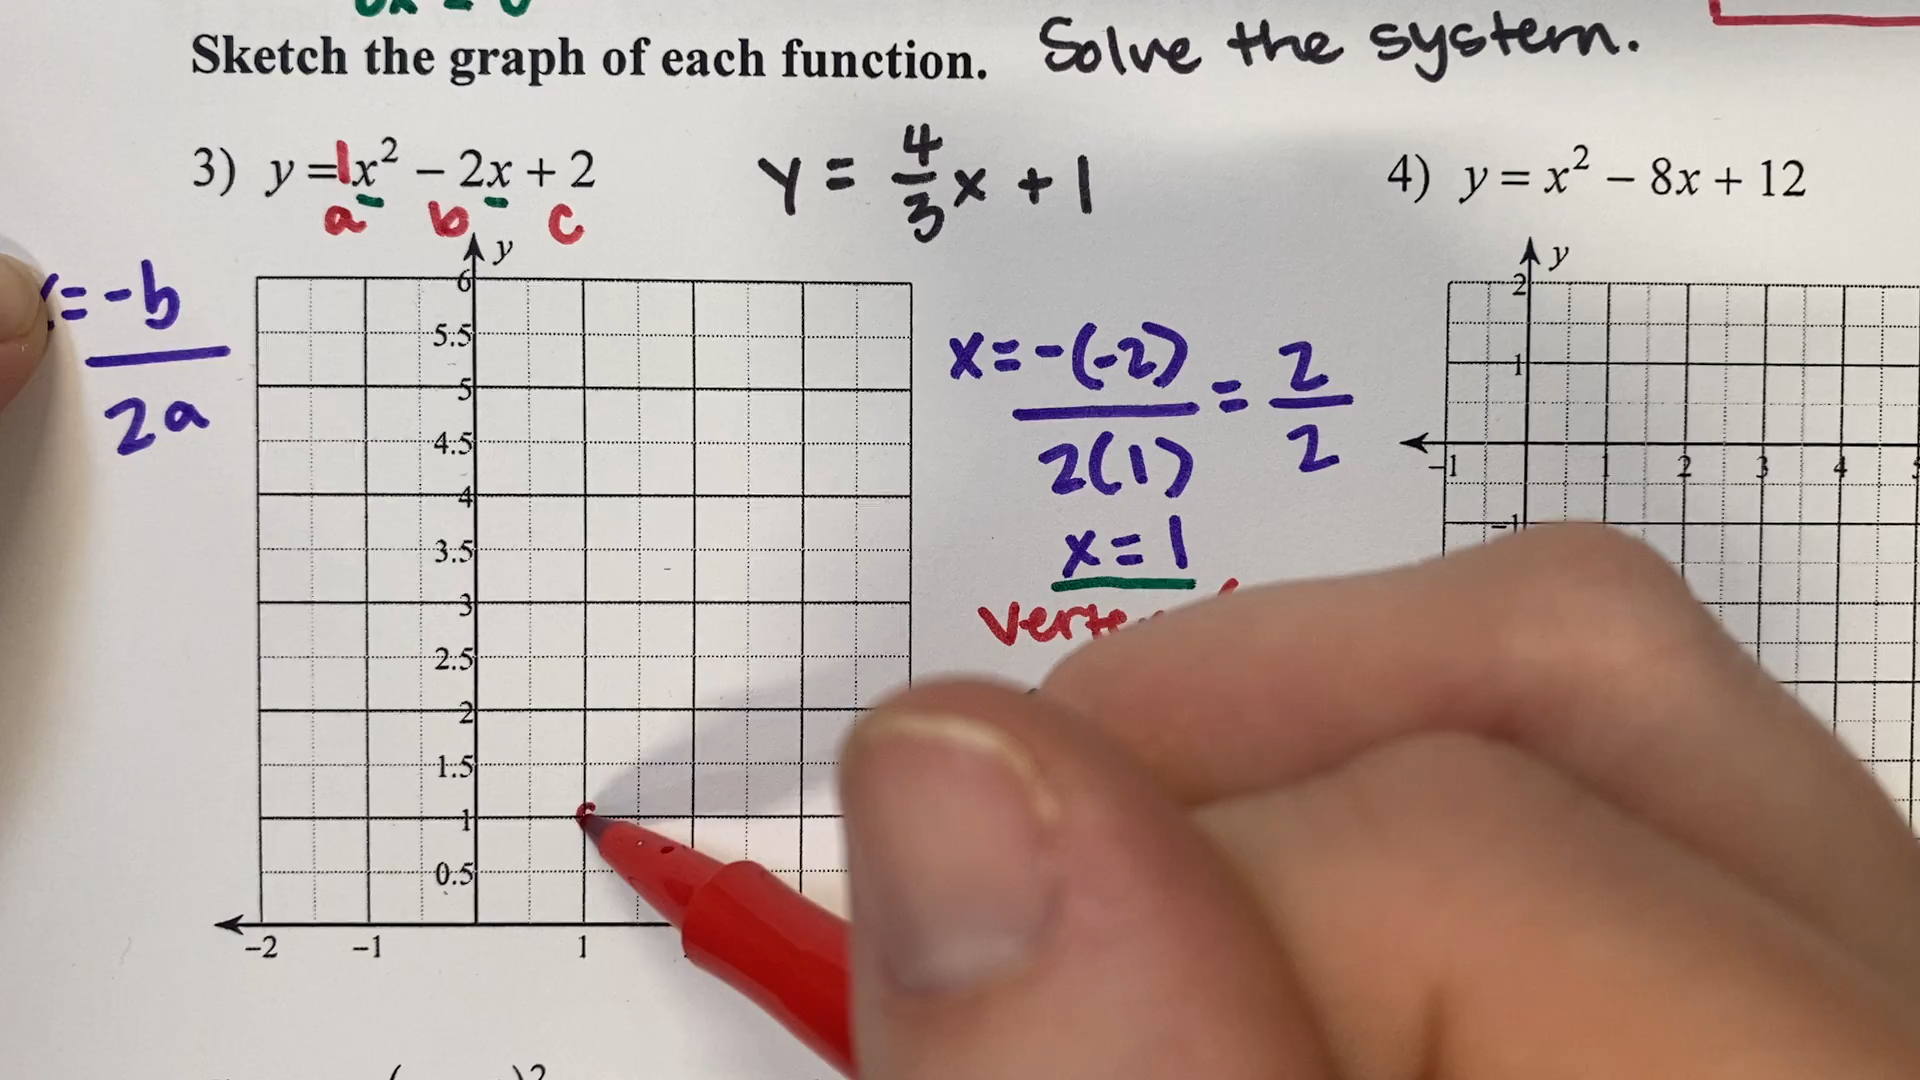 Sketch the graph of each function. Solve the system.
3) y = 1x² − 2x + 2
a b c
y = 4/3 x + 1
4) y = x² − 8x + 12
y
6
5.5
5
4.5
4
3.5
3
2.5
2
1.5
1
0.5
−2 −1 1
= -b
2a
x = -(-2) = 2
2(1) 2
x = 1
y
2
1
−1 1 2 3 4
−1